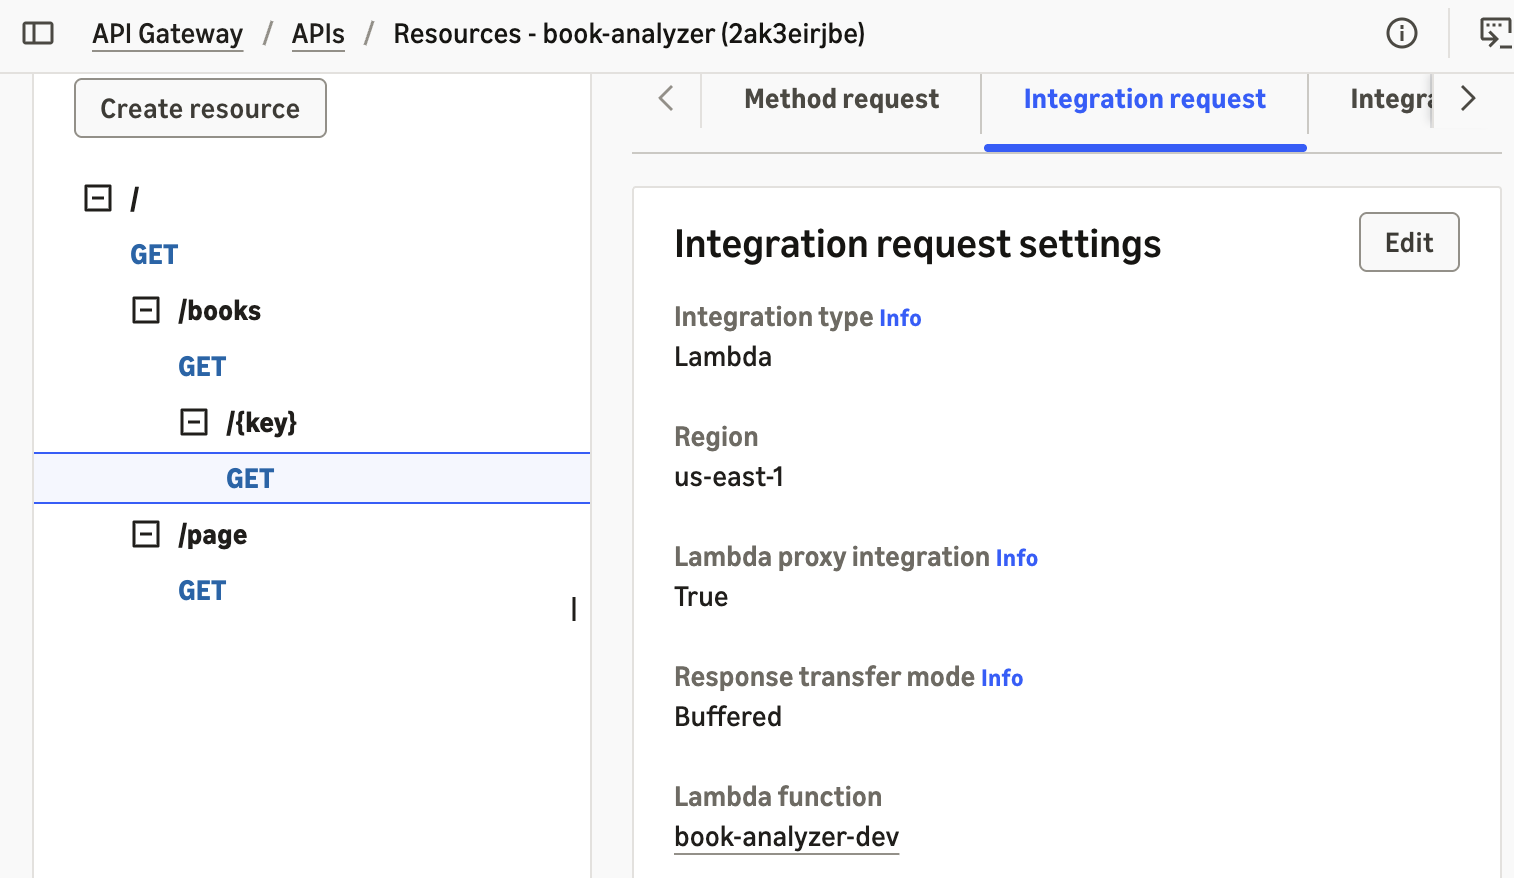 API Gateway / APIs / Resources - book-analyzer (2ak3eirjbe)
Create resource
/
GET
/books
GET
/{key}
GET
/page
GET
Method request
Integration request
Integra
Integration request settings
Edit
Integration type Info
Lambda
Region
us-east-1
Lambda proxy integration Info
True
Response transfer mode Info
Buffered
Lambda function
book-analyzer-dev